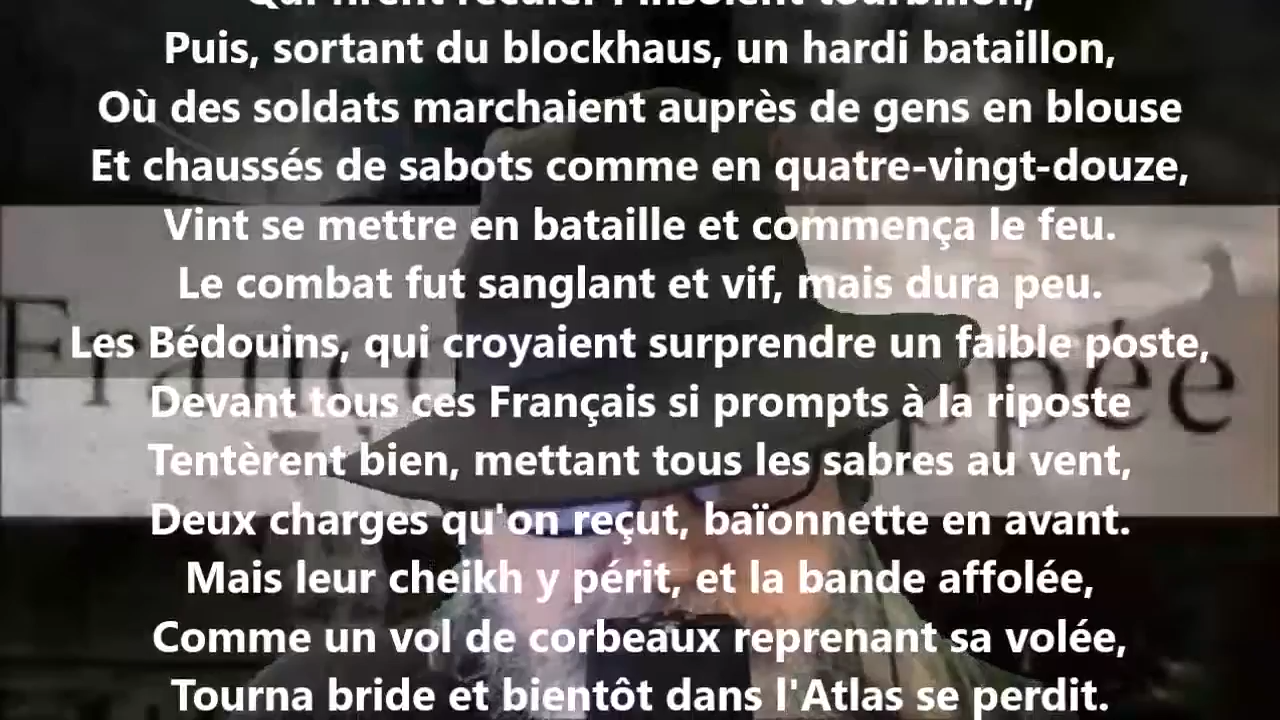 Qui firent reculer l'insolent tourbillon,
Puis, sortant du blockhaus, un hardi bataillon,
Où des soldats marchaient auprès de gens en blouse
Et chaussés de sabots comme en quatre-vingt-douze,
Vint se mettre en bataille et commença le feu.
Le combat fut sanglant et vif, mais dura peu.
Les Bédouins, qui croyaient surprendre un faible poste,
Devant tous ces Français si prompts à la riposte
Tentèrent bien, mettant tous les sabres au vent,
Deux charges qu'on reçut, baïonnette en avant.
Mais leur cheikh y périt, et la bande affolée,
Comme un vol de corbeaux reprenant sa volée,
Tourna bride et bientôt dans l'Atlas se perdit.